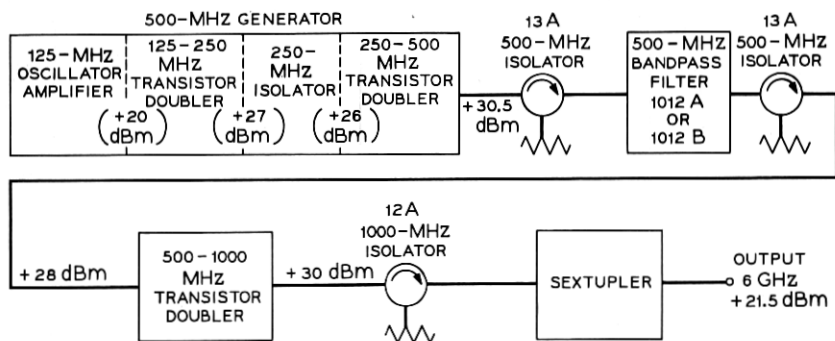 500-MHz GENERATOR
125-MHz
OSCILLATOR
AMPLIFIER
(+20
dBm)
125-250
MHz
TRANSISTOR
DOUBLER
(+27
dBm)
250-
MHz
ISOLATOR
(+26
dBm)
250-500
MHz
TRANSISTOR
DOUBLER
+30.5
dBm
13A
500-MHz
ISOLATOR
500-MHz
BANDPASS
FILTER
1012 A
OR
1012 B
13A
500-MHz
ISOLATOR
+28 dBm
500-1000
MHz
TRANSISTOR
DOUBLER
+30 dBm
12A
1000-MHz
ISOLATOR
SEXTUPLER
OUTPUT
6 GHz
+21.5 dBm